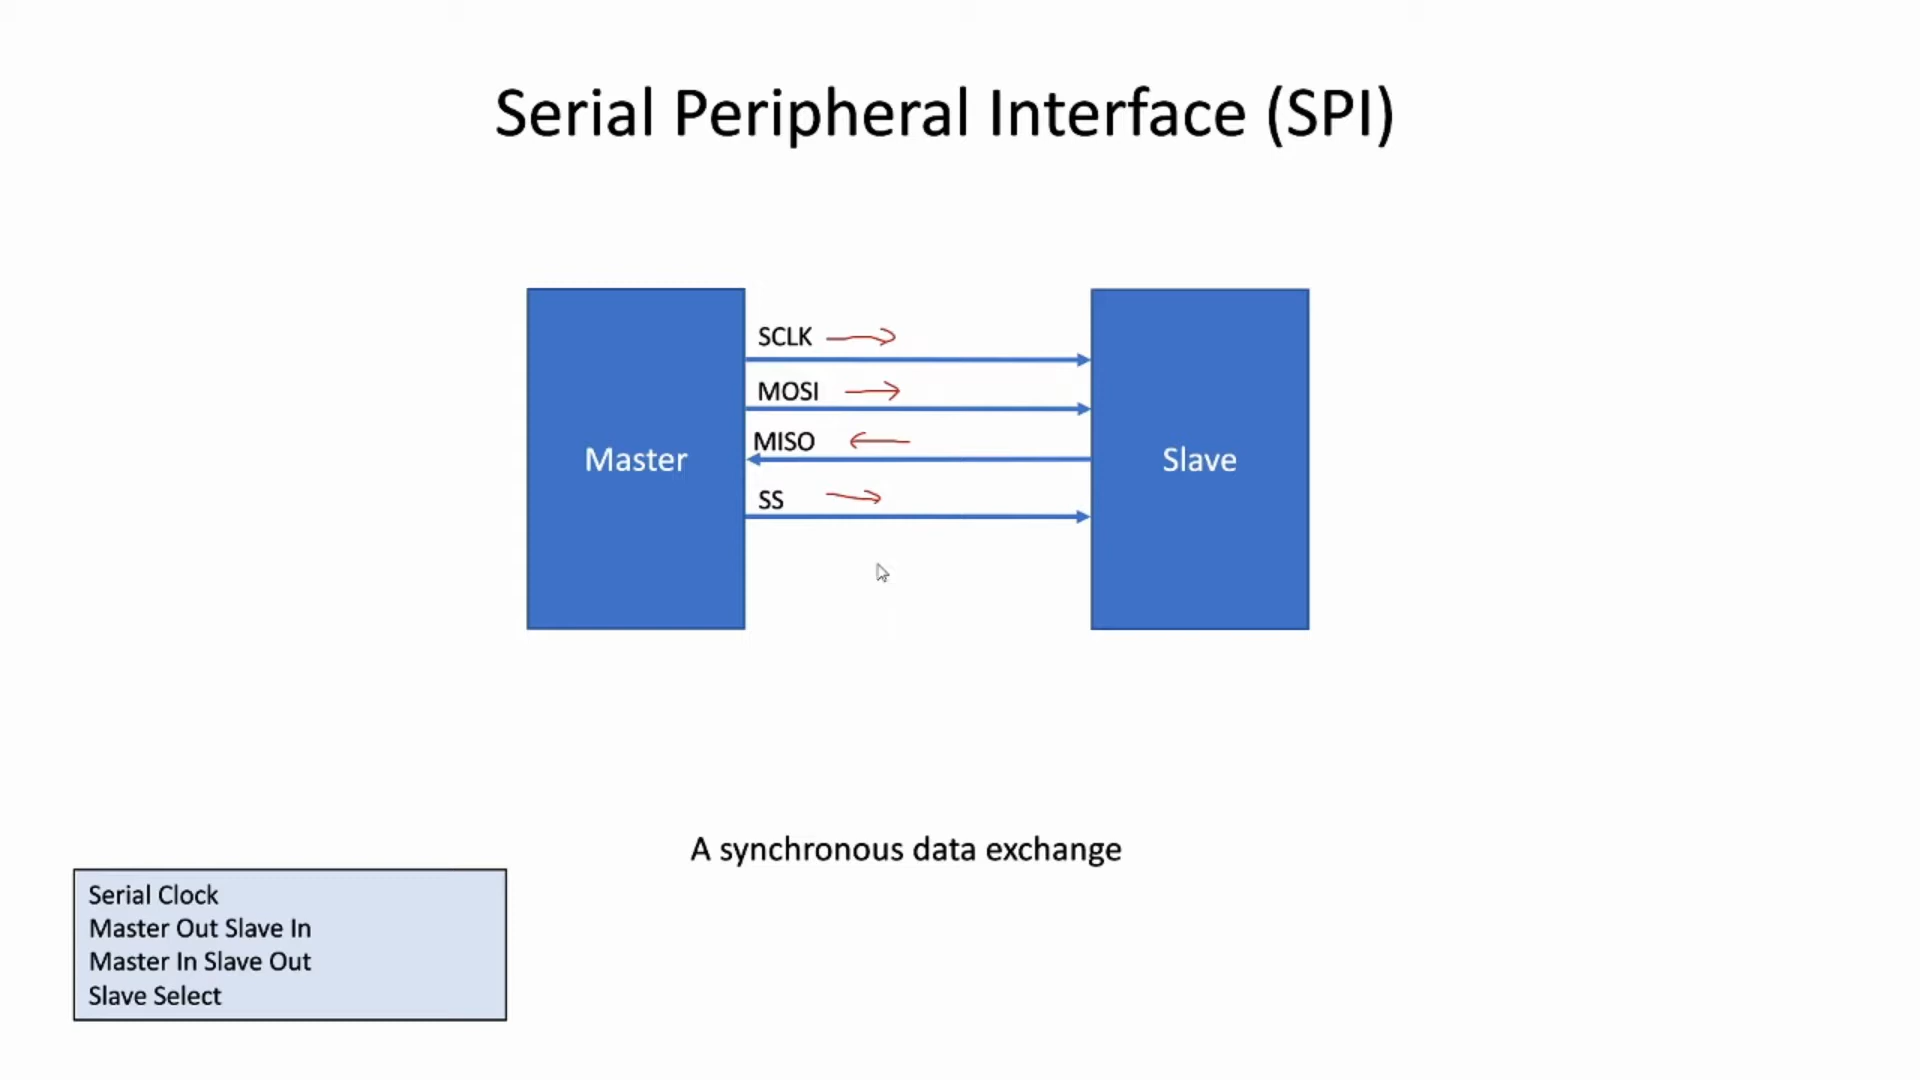 Serial Peripheral Interface (SPI)
SCLK
MOSI
MISO
SS
Master
Slave
A synchronous data exchange
Serial Clock
Master Out Slave In
Master In Slave Out
Slave Select